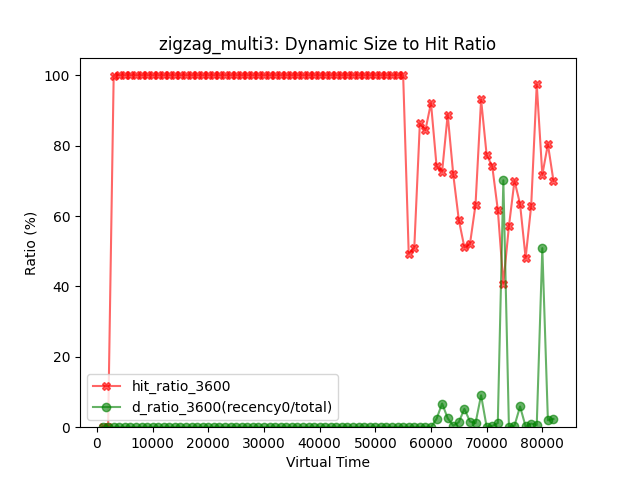 zigzag_multi3: Dynamic Size to Hit Ratio
100
80
60
40
20
0
Ratio (%)
hit_ratio_3600
d_ratio_3600(recency0/total)
0 10000 20000 30000 40000 50000 60000 70000 80000
Virtual Time